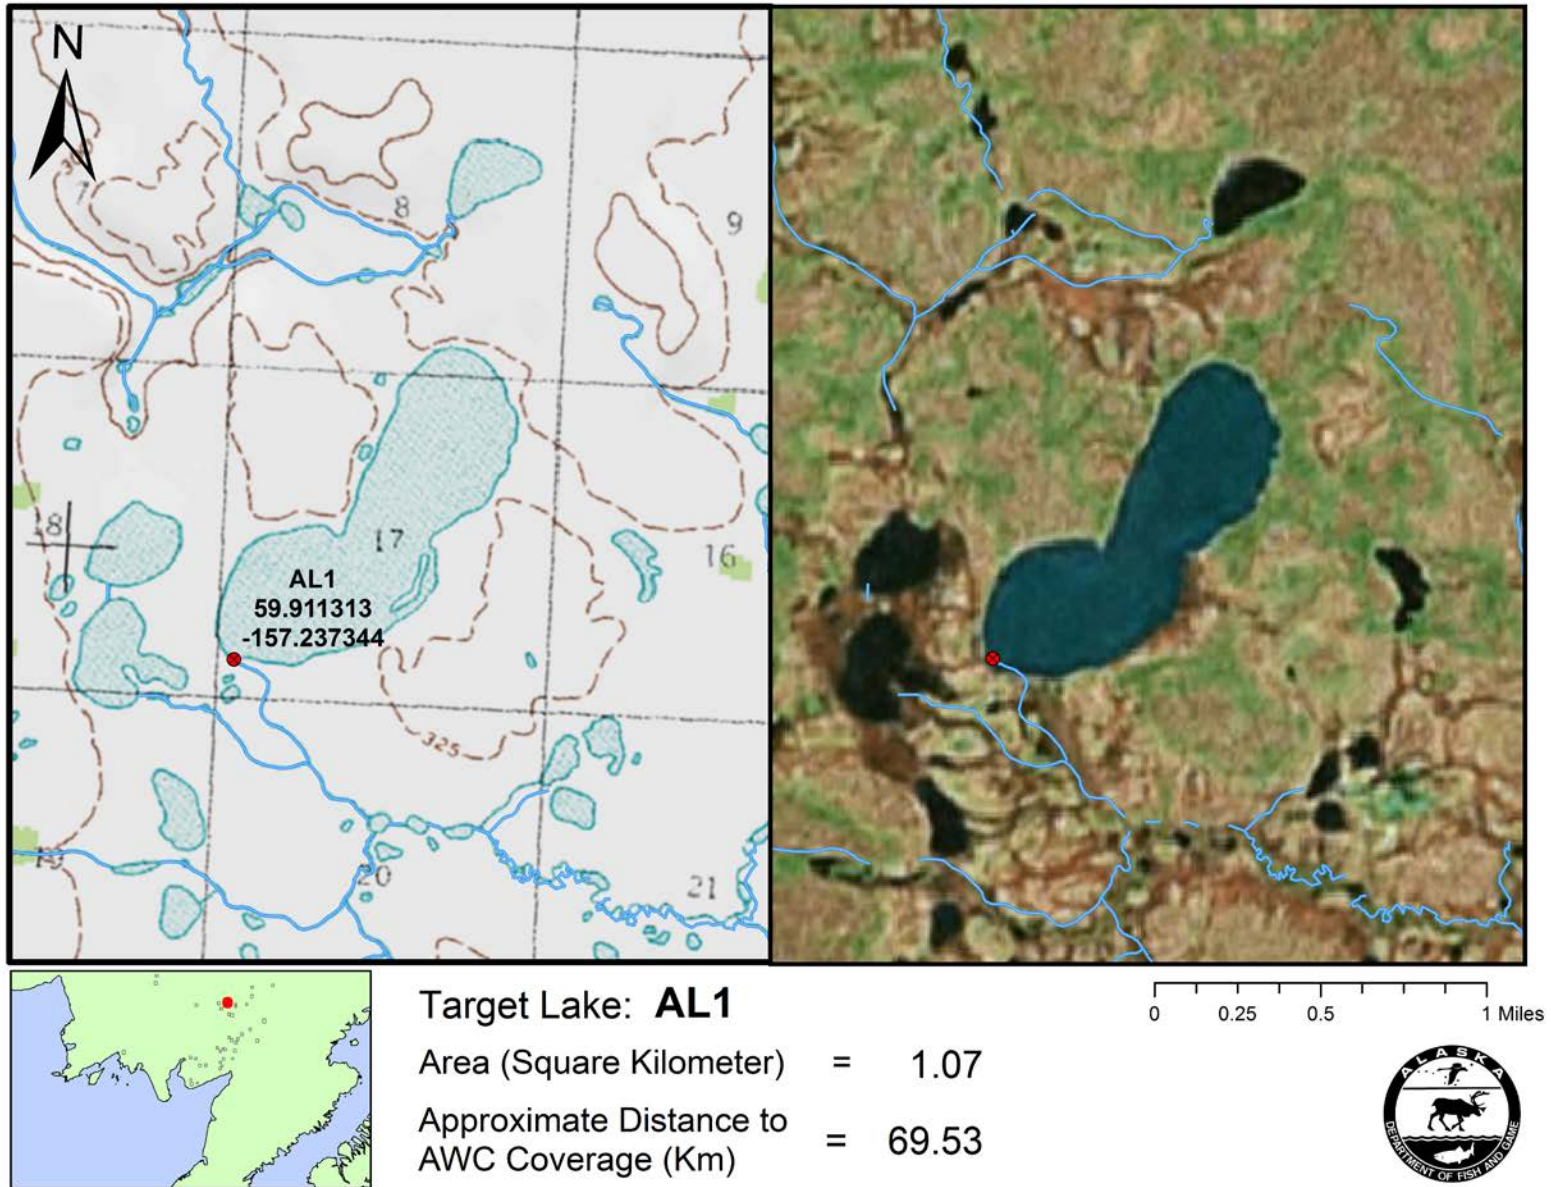 N
7
8
9
18
17
16
AL1
59.911313
-157.237344
325
19
20
21
Target Lake: AL1
Area (Square Kilometer) = 1.07
Approximate Distance to
AWC Coverage (Km) = 69.53
0 0.25 0.5 1 Miles
ALASKA
DEPARTMENT OF FISH AND GAME